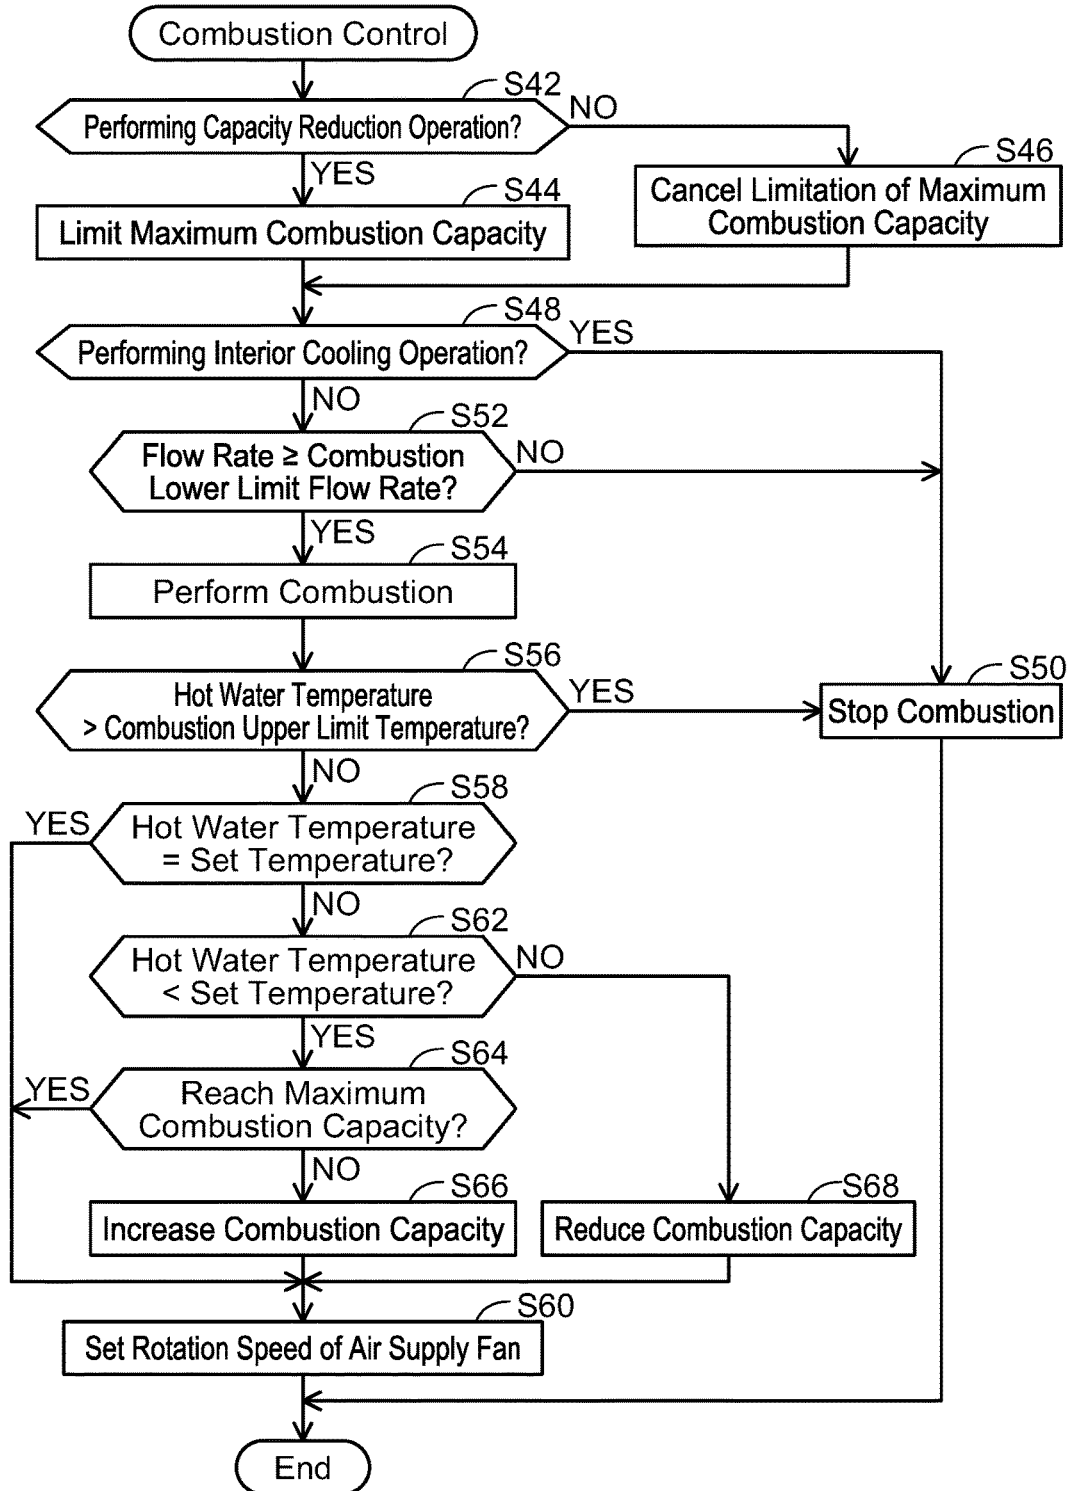 Combustion Control
S42
Performing Capacity Reduction Operation?
NO
YES
S46
Cancel Limitation of Maximum
Combustion Capacity
S44
Limit Maximum Combustion Capacity
S48
Performing Interior Cooling Operation?
YES
NO
S52
Flow Rate ≥ Combustion
Lower Limit Flow Rate?
NO
YES
S54
Perform Combustion
S56
Hot Water Temperature
> Combustion Upper Limit Temperature?
YES
S50
Stop Combustion
NO
S58
YES
Hot Water Temperature
= Set Temperature?
NO
S62
Hot Water Temperature
< Set Temperature?
NO
YES
S64
YES
Reach Maximum
Combustion Capacity?
NO
S66
Increase Combustion Capacity
S68
Reduce Combustion Capacity
S60
Set Rotation Speed of Air Supply Fan
End